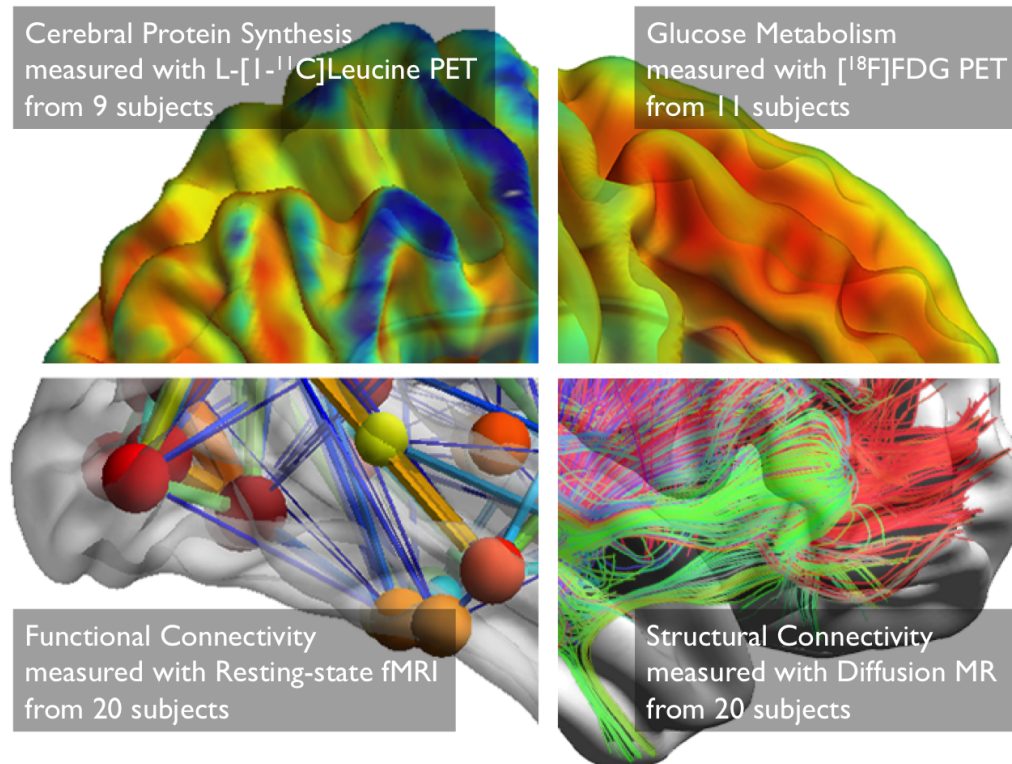 Cerebral Protein Synthesis
measured with L-[1-¹¹C]Leucine PET
from 9 subjects
Glucose Metabolism
measured with [¹⁸F]FDG PET
from 11 subjects
Functional Connectivity
measured with Resting-state fMRI
from 20 subjects
Structural Connectivity
measured with Diffusion MR
from 20 subjects